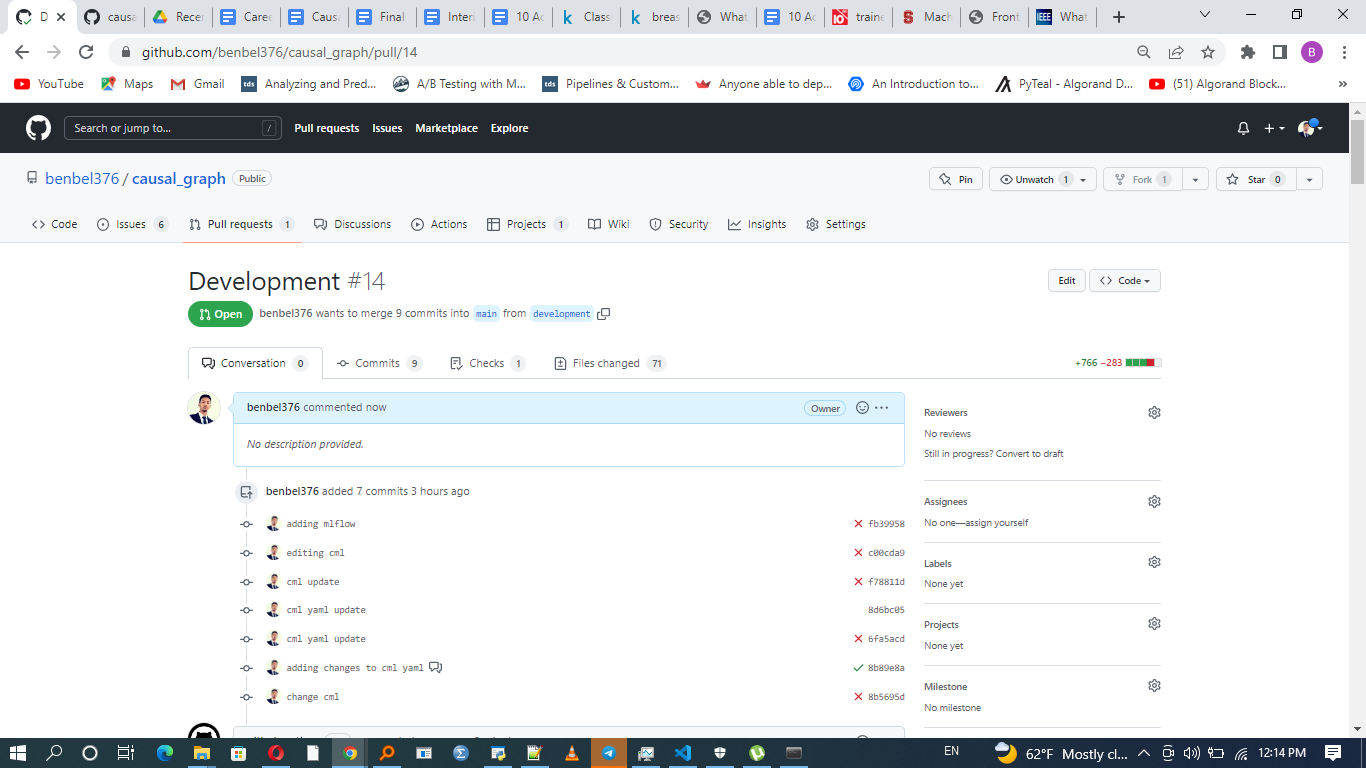 D
causa
Recen
Caree
Causa
Final
Interi
10 Ac
Class
breas
What
10 Ac
traine
Mach
Front
IEEE What
github.com/benbel376/causal_graph/pull/14
B
YouTube
Maps
Gmail
tds Analyzing and Pred...
A/B Testing with M...
tds Pipelines & Custom...
Anyone able to dep...
An Introduction to...
PyTeal - Algorand D...
(51) Algorand Block...
»
Search or jump to... /
Pull requests
Issues
Marketplace
Explore
benbel376 / causal_graph Public
Pin
Unwatch 1
Fork 1
Star 0
Code
Issues 6
Pull requests 1
Discussions
Actions
Projects 1
Wiki
Security
Insights
Settings
Development #14
Edit
Code
Open
benbel376 wants to merge 9 commits into main from development
Conversation 0
Commits 9
Checks 1
Files changed 71
+766 −283
benbel376 commented now
Owner
No description provided.
benbel376 added 7 commits 3 hours ago
adding mlflow fb39958
editing cml c00cda9
cml update f78811d
cml yaml update 8d6bc05
cml yaml update 6fa5acd
adding changes to cml yaml 8b89e8a
change cml 8b5695d
Reviewers
No reviews
Still in progress? Convert to draft
Assignees
No one—assign yourself
Labels
None yet
Projects
None yet
Milestone
No milestone
EN
62°F Mostly cl...
12:14 PM